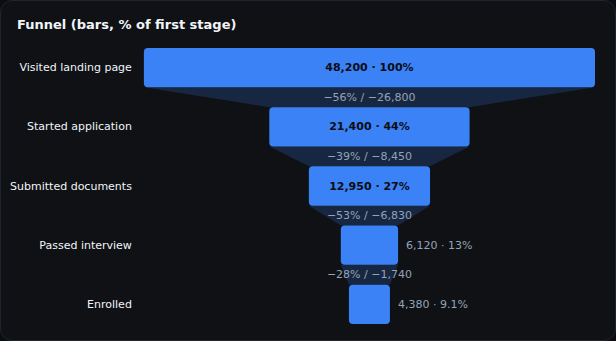 Funnel (bars, % of first stage)
Visited landing page
48,200 · 100%
−56% / −26,800
Started application
21,400 · 44%
−39% / −8,450
Submitted documents
12,950 · 27%
−53% / −6,830
Passed interview
6,120 · 13%
−28% / −1,740
Enrolled
4,380 · 9.1%